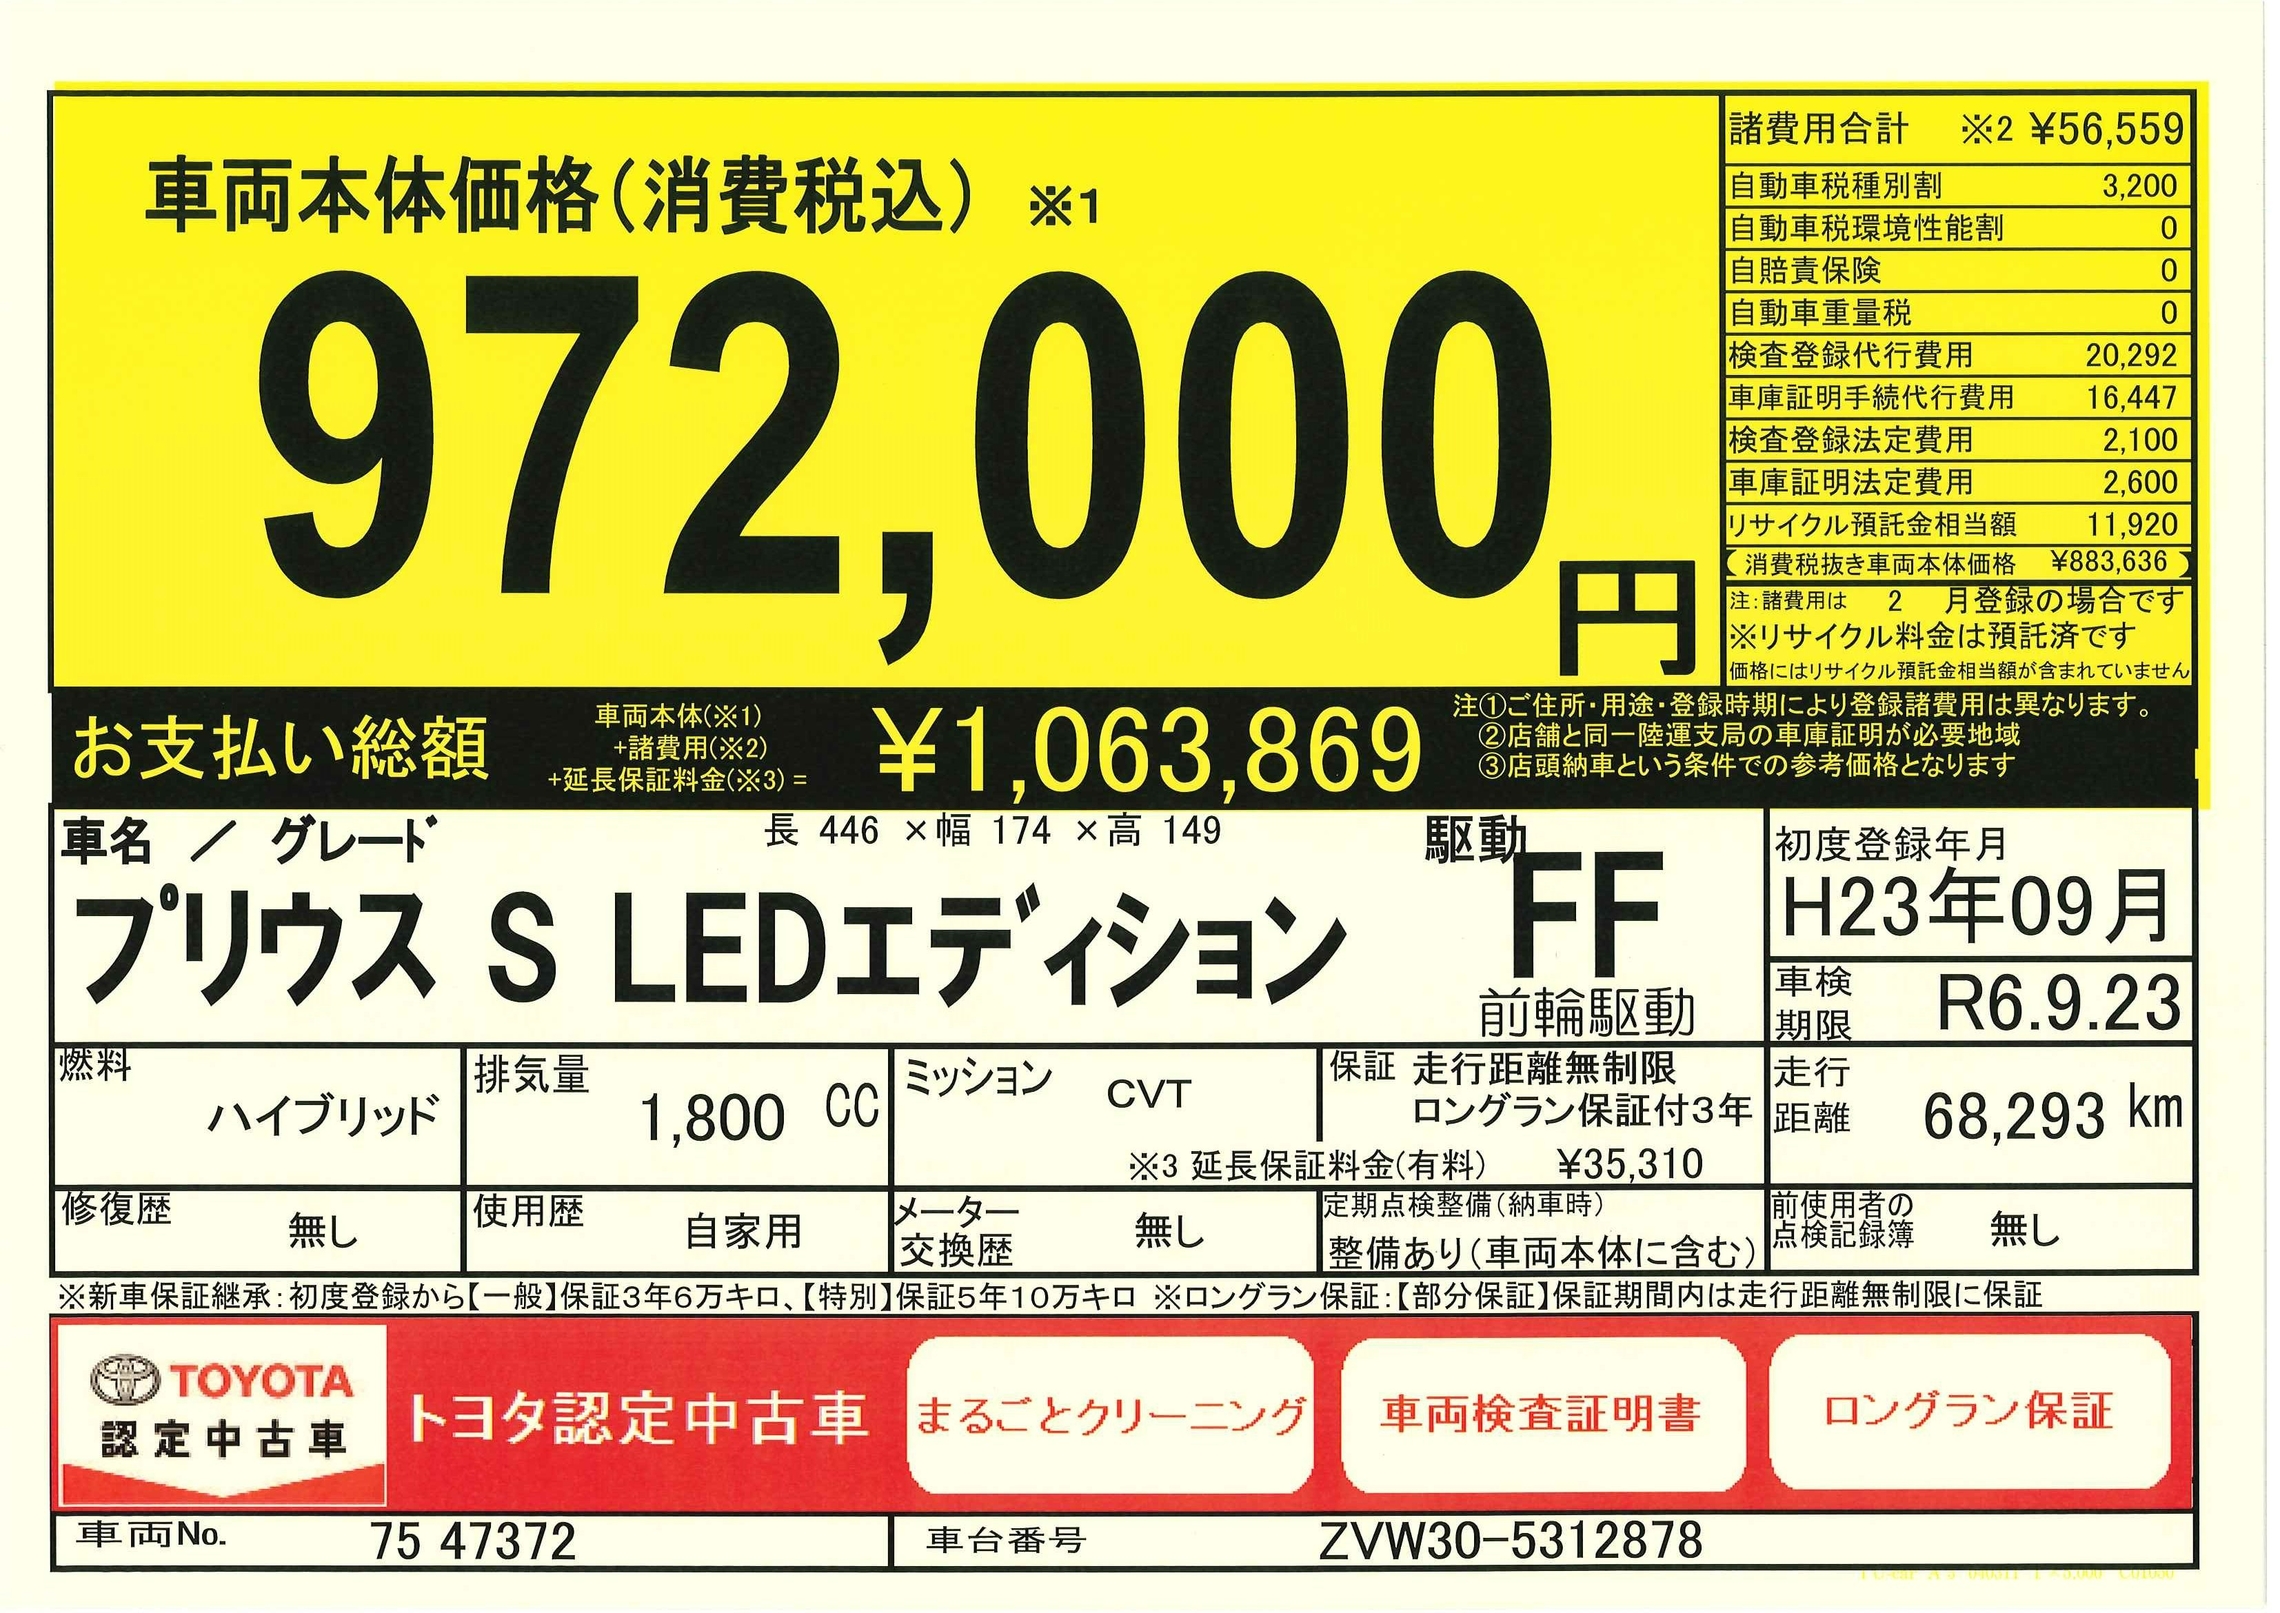 車両本体価格(消費税込) ※1
972,000円
諸費用合計 ※2 ¥56,559
自動車税種別割 3,200
自動車税環境性能割 0
自賠責保険 0
自動車重量税 0
検査登録代行費用 20,292
車庫証明手続代行費用 16,447
検査登録法定費用 2,100
車庫証明法定費用 2,600
リサイクル預託金相当額 11,920
(消費税抜き車両本体価格 ¥883,636)
注:諸費用は 2 月登録の場合です
※リサイクル料金は預託済です
価格にはリサイクル預託金相当額が含まれていません
お支払い総額
車両本体(※1)
+諸費用(※2)
+延長保証料金(※3)=
¥1,063,869
注①ご住所・用途・登録時期により登録諸費用は異なります。
②店舗と同一陸運支局の車庫証明が必要地域
③店頭納車という条件での参考価格となります
車名 / グレード 長 446 ×幅 174 ×高 149
プリウス S LEDエディション
駆動
FF
前輪駆動
初度登録年月
H23年09月
車検
期限
R6.9.23
燃料
ハイブリッド
排気量
1,800 CC
ミッション
CVT
保証 走行距離無制限
ロングラン保証付3年
※3 延長保証料金(有料) ¥35,310
走行
距離
68,293 km
修復歴
無し
使用歴
自家用
メーター
交換歴
無し
定期点検整備(納車時)
整備あり(車両本体に含む)
前使用者の
点検記録簿
無し
※新車保証継承:初度登録から【一般】保証3年6万キロ、【特別】保証5年10万キロ ※ロングラン保証:【部分保証】保証期間内は走行距離無制限に保証
TOYOTA
認定中古車
トヨタ認定中古車
まるごとクリーニング
車両検査証明書
ロングラン保証
車両No. 75 47372
車台番号 ZVW30-5312878